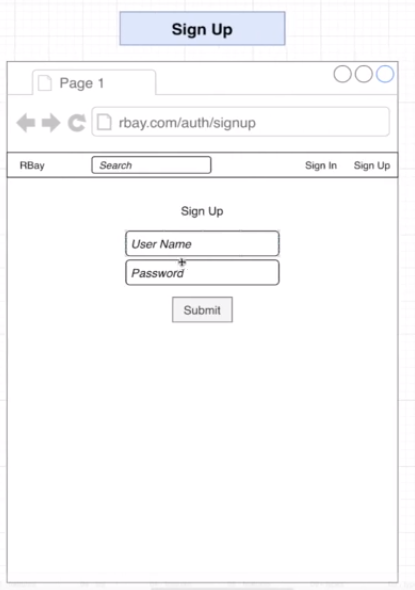 Sign Up
Page 1
rbay.com/auth/signup
RBay Search Sign In Sign Up
Sign Up
User Name
Password
Submit